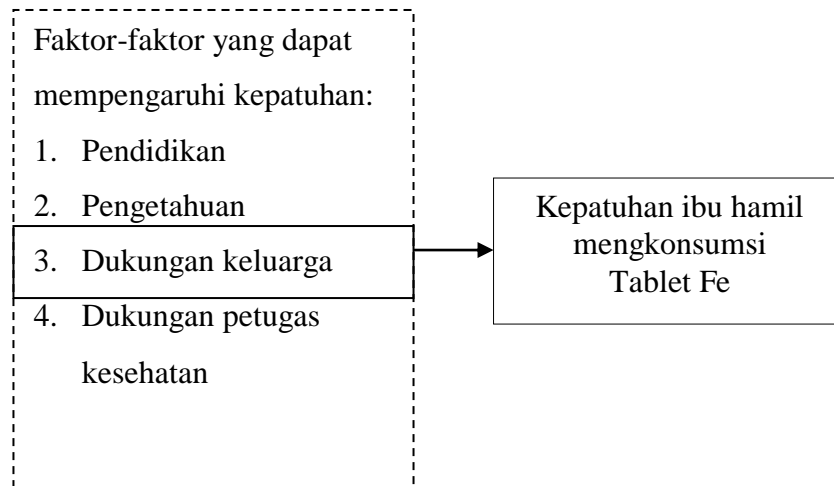 Faktor-faktor yang dapat
mempengaruhi kepatuhan:
1. Pendidikan
2. Pengetahuan
3. Dukungan keluarga
4. Dukungan petugas
kesehatan
Kepatuhan ibu hamil
mengkonsumsi
Tablet Fe